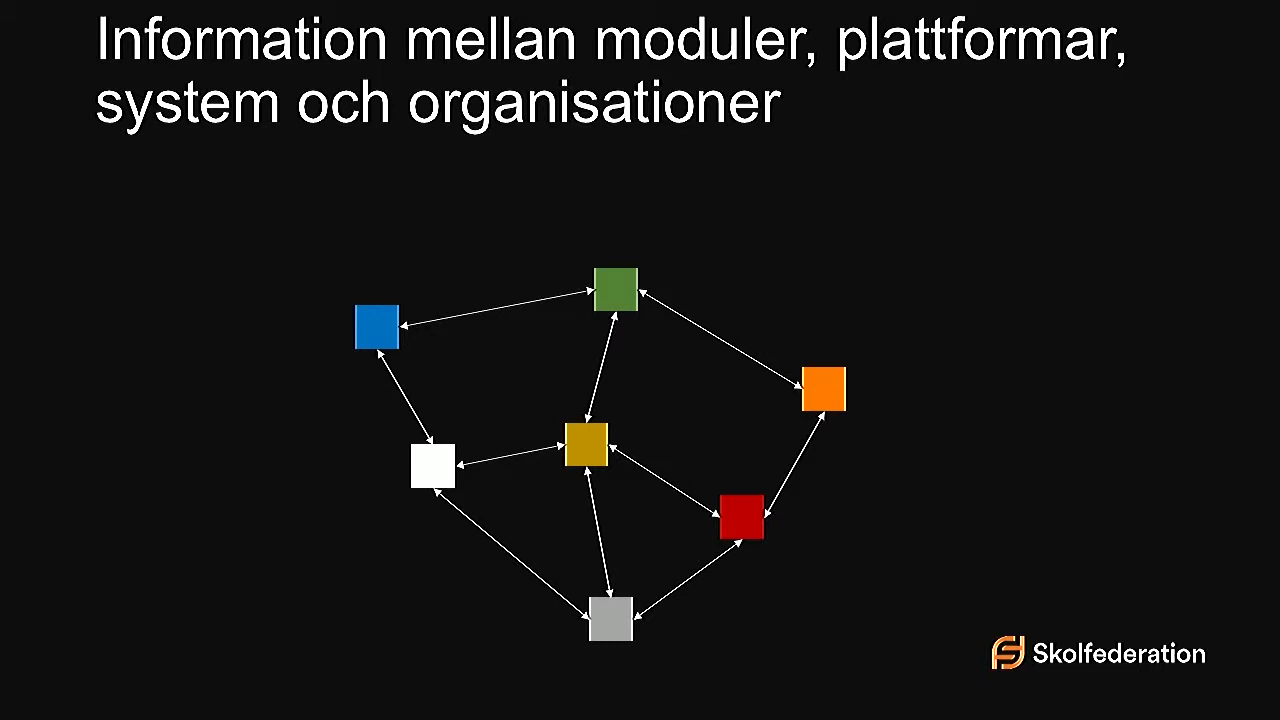 Information mellan moduler, plattformar,
system och organisationer
Skolfederation